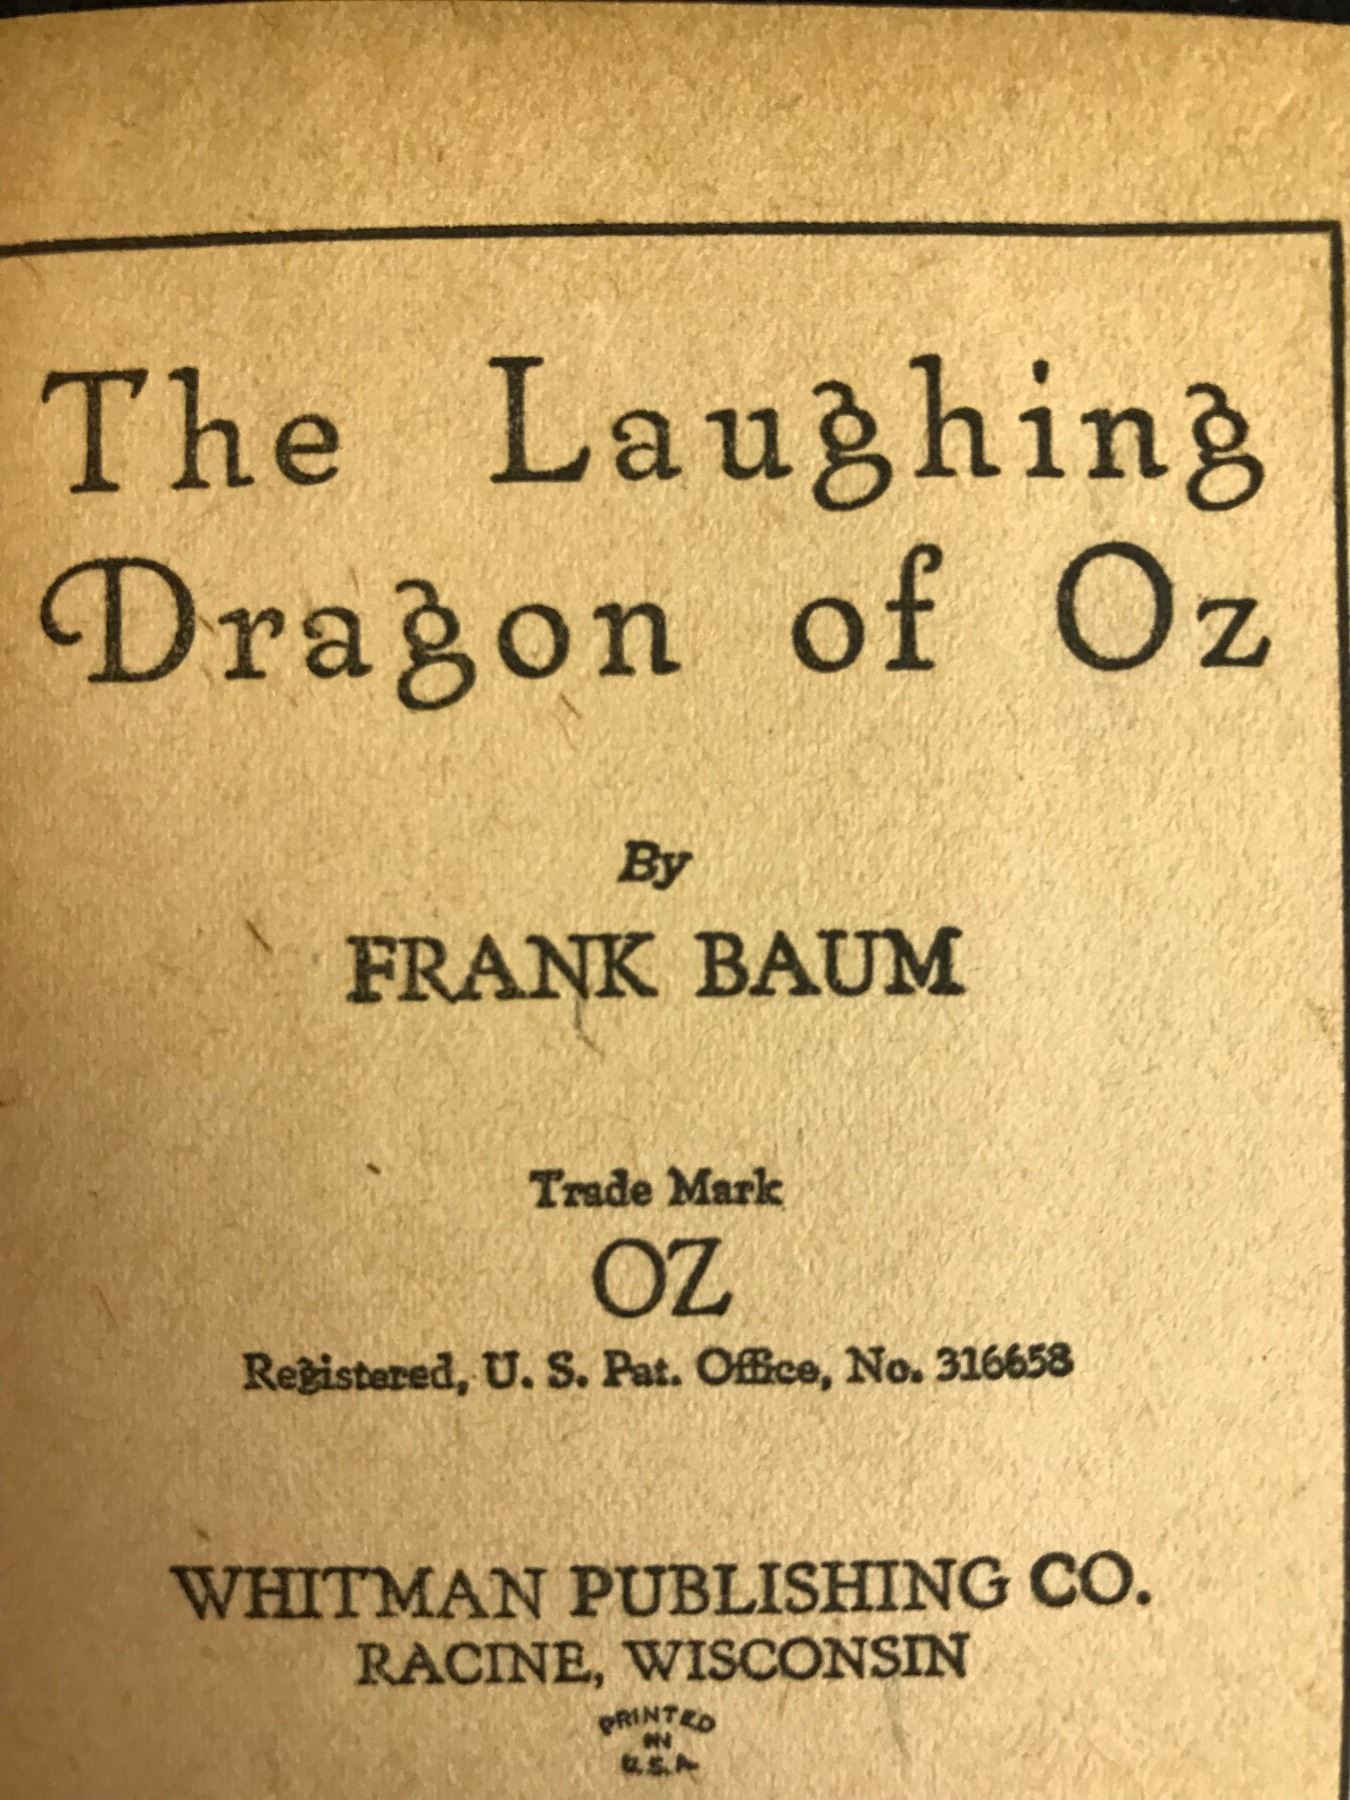 The Laughing
Dragon of Oz
By
FRANK BAUM
Trade Mark
OZ
Registered, U. S. Pat. Office, No. 316658
WHITMAN PUBLISHING CO.
RACINE, WISCONSIN
PRINTED
IN
U.S.A